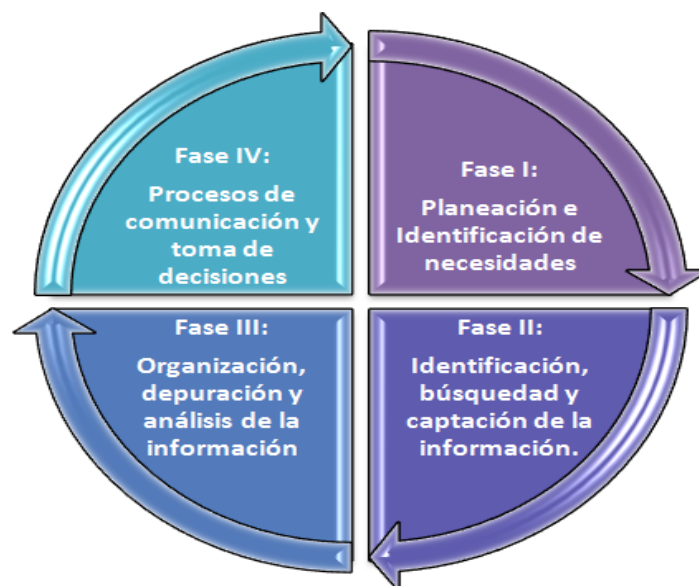 Fase I:
Planeación e
Identificación de
necesidades
Fase II:
Identificación,
búsquedad y
captación de la
información.
Fase III:
Organización,
depuración y
análisis de la
información
Fase IV:
Procesos de
comunicación y
toma de
decisiones